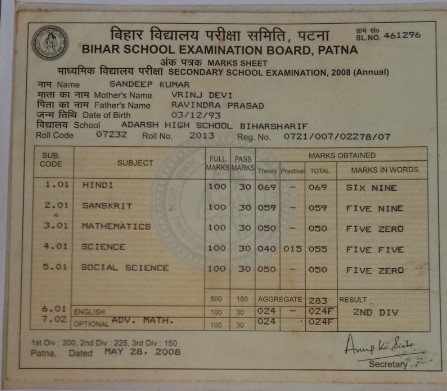 बिहार विद्यालय परीक्षा समिति, पटना
क्रम सं०
SL.NO. 461296
BIHAR SCHOOL EXAMINATION BOARD, PATNA
अंक पत्रक MARKS SHEET
माध्यमिक विद्यालय परीक्षा SECONDARY SCHOOL EXAMINATION, 2008 (Annual)
नाम Name SANDEEP KUMAR
माता का नाम Mother's Name VRINJ DEVI
पिता का नाम Father's Name RAVINDRA PRASAD
जन्म तिथि Date of Birth 03/12/93
विद्यालय School ADARSH HIGH SCHOOL BIHARSHARIF
Roll Code 07232 Roll No. 2013 Reg. No. 0721/007/02278/07
SUB. CODE SUBJECT FULL MARKS PASS MARKS MARKS OBTAINED
Theory Practical TOTAL MARKS IN WORDS
1.01 HINDI 100 30 069 - 069 SIX NINE
2.01 SANSKRIT 100 30 059 - 059 FIVE NINE
3.01 MATHEMATICS 100 30 050 - 050 FIVE ZERO
4.01 SCIENCE 100 30 040 015 055 FIVE FIVE
5.01 SOCIAL SCIENCE 100 30 050 - 050 FIVE ZERO
500 150 AGGREGATE 283 RESULT
6.01 ENGLISH 100 30 024 - 024F 2ND DIV
7.02 OPTIONAL ADV. MATH. 100 30 024 - 024F
1st Div : 300, 2nd Div : 225, 3rd Div : 150
Patna, Dated MAY 28, 2008
Secretary